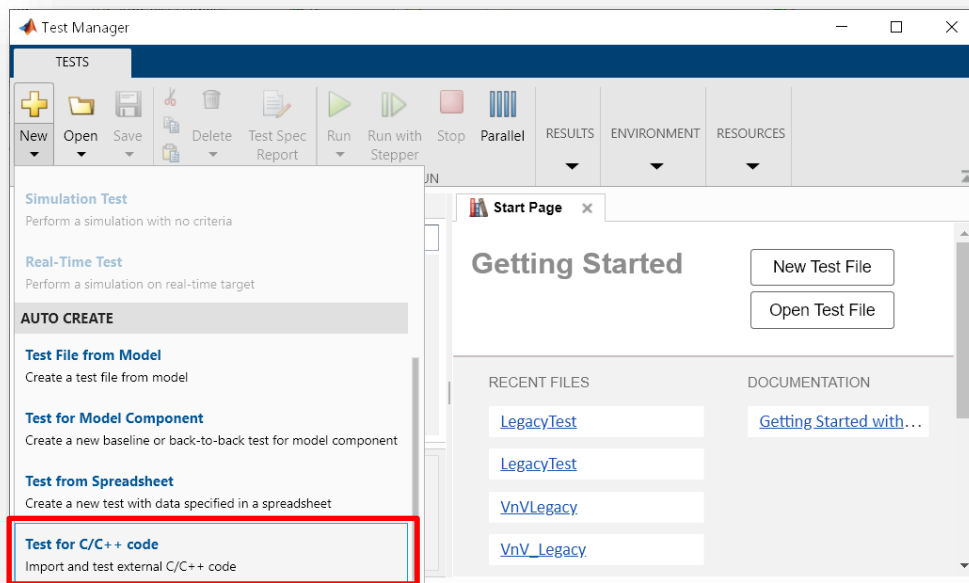 Test Manager
TESTS
New
Open
Save
Delete
Test Spec
Report
Run
Run with
Stepper
Stop
Parallel
RESULTS
ENVIRONMENT
RESOURCES
UN
Simulation Test
Perform a simulation with no criteria
Real-Time Test
Perform a simulation on real-time target
AUTO CREATE
Test File from Model
Create a test file from model
Test for Model Component
Create a new baseline or back-to-back test for model component
Test from Spreadsheet
Create a new test with data specified in a spreadsheet
Test for C/C++ code
Import and test external C/C++ code
Start Page
Getting Started
New Test File
Open Test File
RECENT FILES
LegacyTest
LegacyTest
VnVLegacy
VnV_Legacy
DOCUMENTATION
Getting Started with...